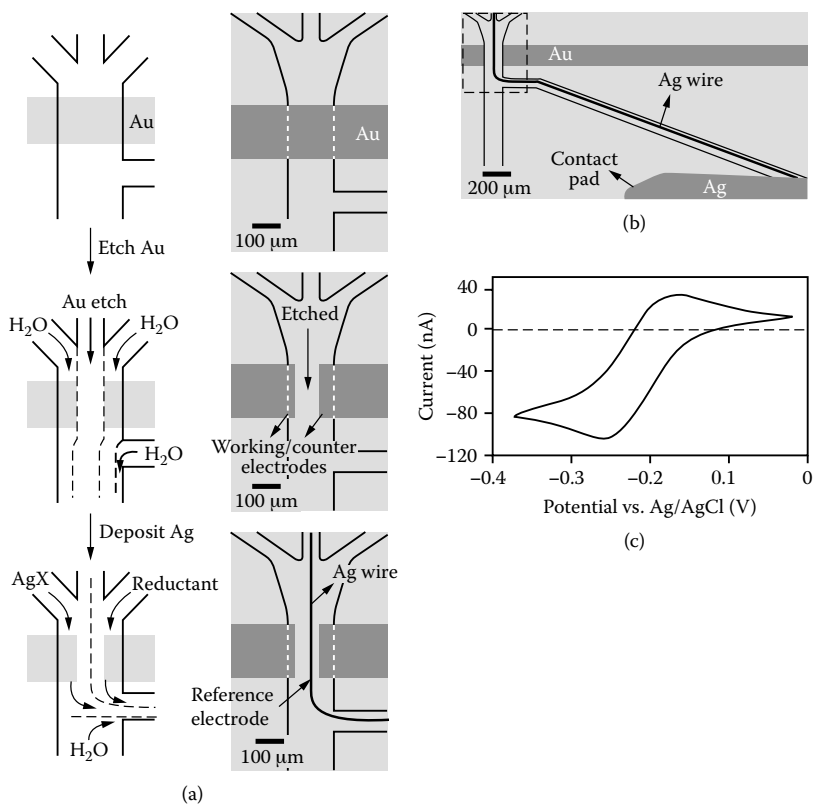 Au
Etch Au
Au etch
H₂O
H₂O
H₂O
Deposit Ag
AgX
Reductant
H₂O
Au
100 µm
Etched
Working/counter
electrodes
100 µm
Ag wire
Reference
electrode
100 µm
(a)
Au
Ag wire
Contact
pad
200 µm
Ag
(b)
40
0
−40
−80
−120
Current (nA)
−0.4
−0.3
−0.2
0.1
0
Potential vs. Ag/AgCl (V)
(c)